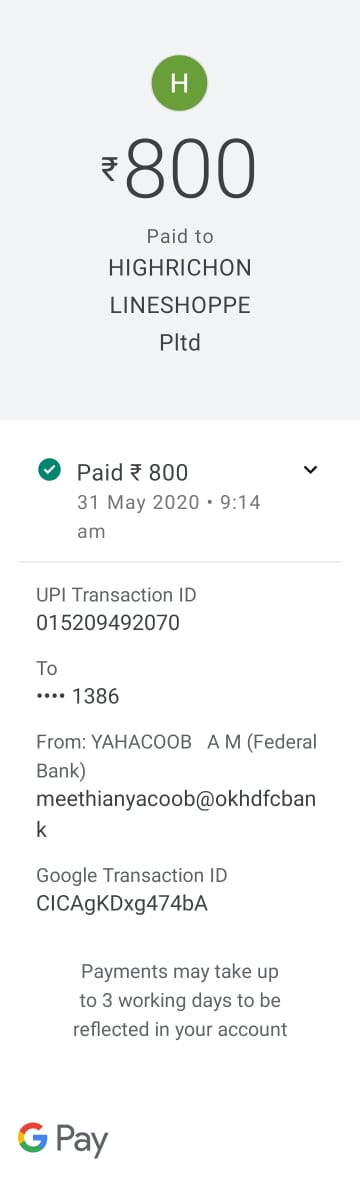 H
₹800
Paid to
HIGHRICHON
LINESHOPPE
Pltd
Paid ₹ 800
31 May 2020 • 9:14
am
UPI Transaction ID
015209492070
To
•••• 1386
From: YAHACOOB   A M (Federal
Bank)
meethianyacoob@okhdfcban
k
Google Transaction ID
CICAgKDxg474bA
Payments may take up
to 3 working days to be
reflected in your account
G Pay